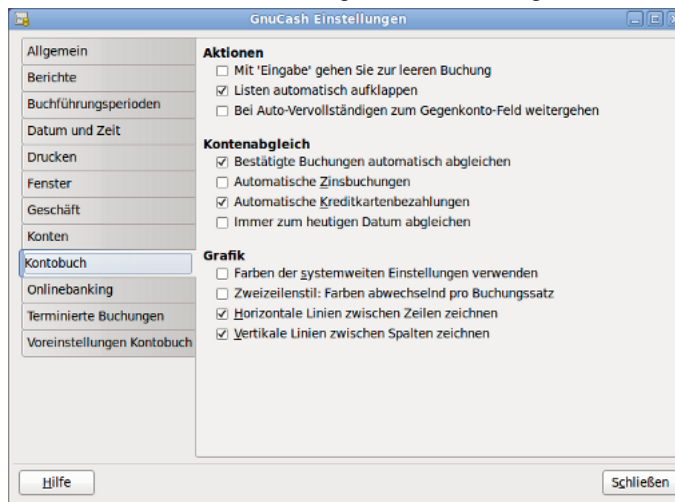 GnuCash Einstellungen
Allgemein
Berichte
Buchführungsperioden
Datum und Zeit
Drucken
Fenster
Geschäft
Konten
Kontobuch
Onlinebanking
Terminierte Buchungen
Voreinstellungen Kontobuch
Aktionen
Mit 'Eingabe' gehen Sie zur leeren Buchung
Listen automatisch aufklappen
Bei Auto-Vervollständigen zum Gegenkonto-Feld weitergehen
Kontenabgleich
Bestätigte Buchungen automatisch abgleichen
Automatische Zinsbuchungen
Automatische Kreditkartenbezahlungen
Immer zum heutigen Datum abgleichen
Grafik
Farben der systemweiten Einstellungen verwenden
Zweizeilenstil: Farben abwechselnd pro Buchungssatz
Horizontale Linien zwischen Zeilen zeichnen
Vertikale Linien zwischen Spalten zeichnen
Hilfe
Schließen